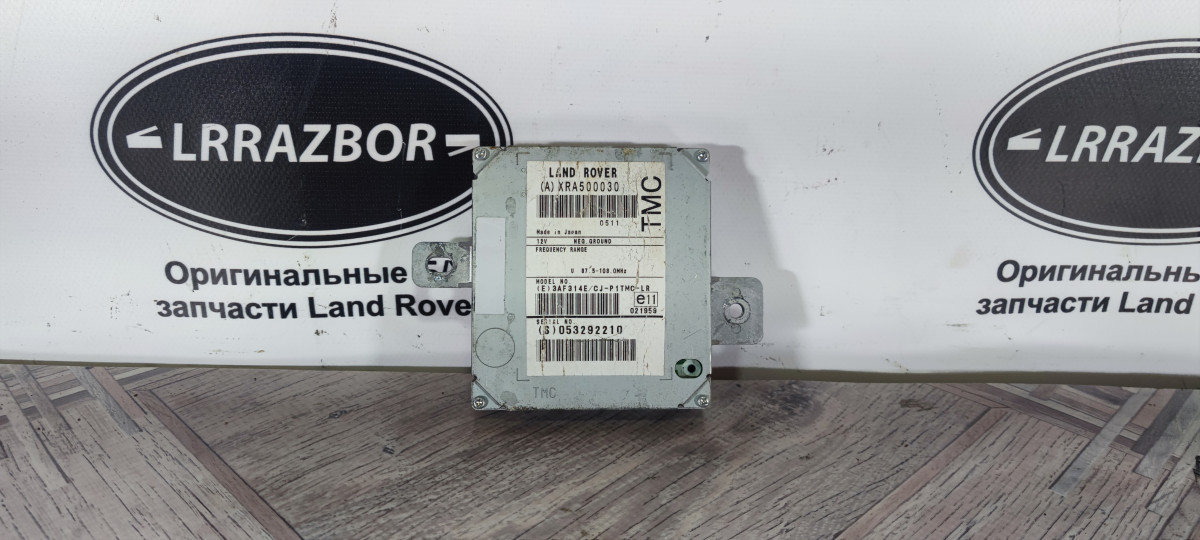 LRRAZBOR
Оригинальные
запчасти Land Rove
LAND ROVER
(A) XRA500030
0511
TMC
Made in Japan
12V NEG.GROUND
FREQUENCY RANGE
U 87.5-108.0MHz
MODEL NO.
(E)3AF314E/CJ-P1TMC-LR
e11
021959
SERIAL NO
(S)053292210
TMC
LRRAZB
Оригинальны
запчасти Land